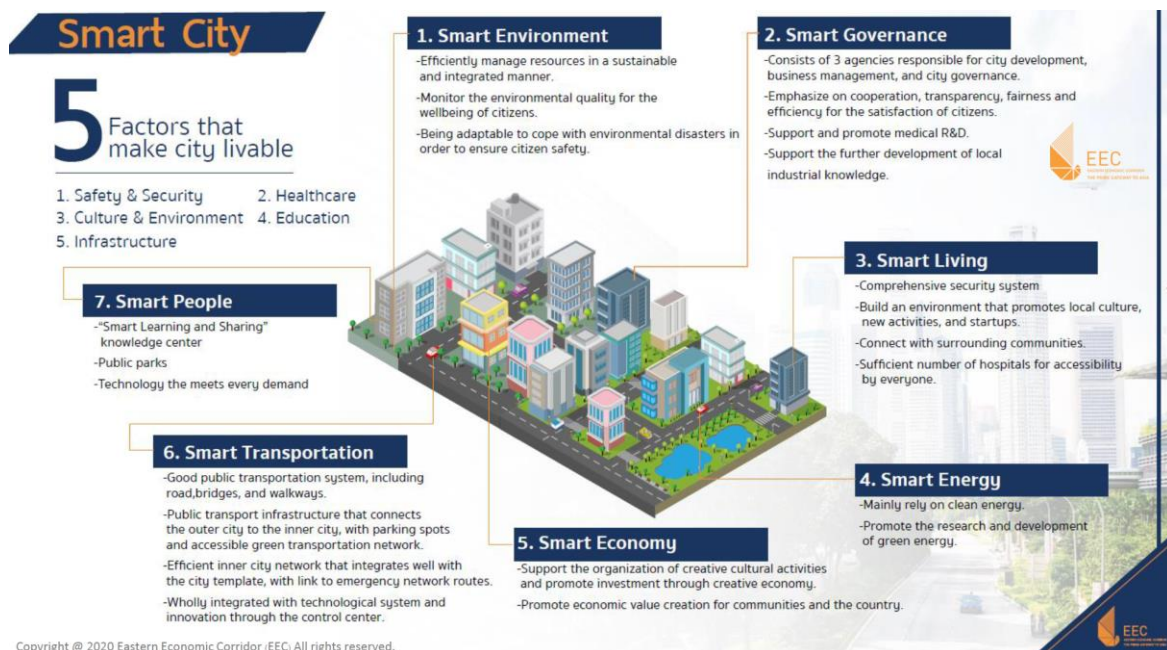 Smart City
5 Factors that
make city livable
1. Safety & Security 2. Healthcare
3. Culture & Environment 4. Education
5. Infrastructure
1. Smart Environment
-Efficiently manage resources in a sustainable
and integrated manner.
-Monitor the environmental quality for the
wellbeing of citizens.
-Being adaptable to cope with environmental disasters in
order to ensure citizen safety.
2. Smart Governance
-Consists of 3 agencies responsible for city development,
business management, and city governance.
-Emphasize on cooperation, transparency, fairness and
efficiency for the satisfaction of citizens.
-Support and promote medical R&D.
-Support the further development of local
industrial knowledge.
EEC
3. Smart Living
-Comprehensive security system
-Build an environment that promotes local culture,
new activities, and startups.
-Connect with surrounding communities.
-Sufficient number of hospitals for accessibility
by everyone.
4. Smart Energy
-Mainly rely on clean energy.
-Promote the research and development
of green energy.
5. Smart Economy
-Support the organization of creative cultural activities
and promote investment through creative economy.
-Promote economic value creation for communities and the country.
6. Smart Transportation
-Good public transportation system, including
road,bridges, and walkways.
-Public transport infrastructure that connects
the outer city to the inner city, with parking spots
and accessible green transportation network.
-Efficient inner city network that integrates well with
the city template, with link to emergency network routes.
-Wholly integrated with technological system and
innovation through the control center.
7. Smart People
-"Smart Learning and Sharing"
knowledge center
-Public parks
-Technology the meets every demand
EEC
Copyright @ 2020 Eastern Economic Corridor (EEC) All rights reserved.